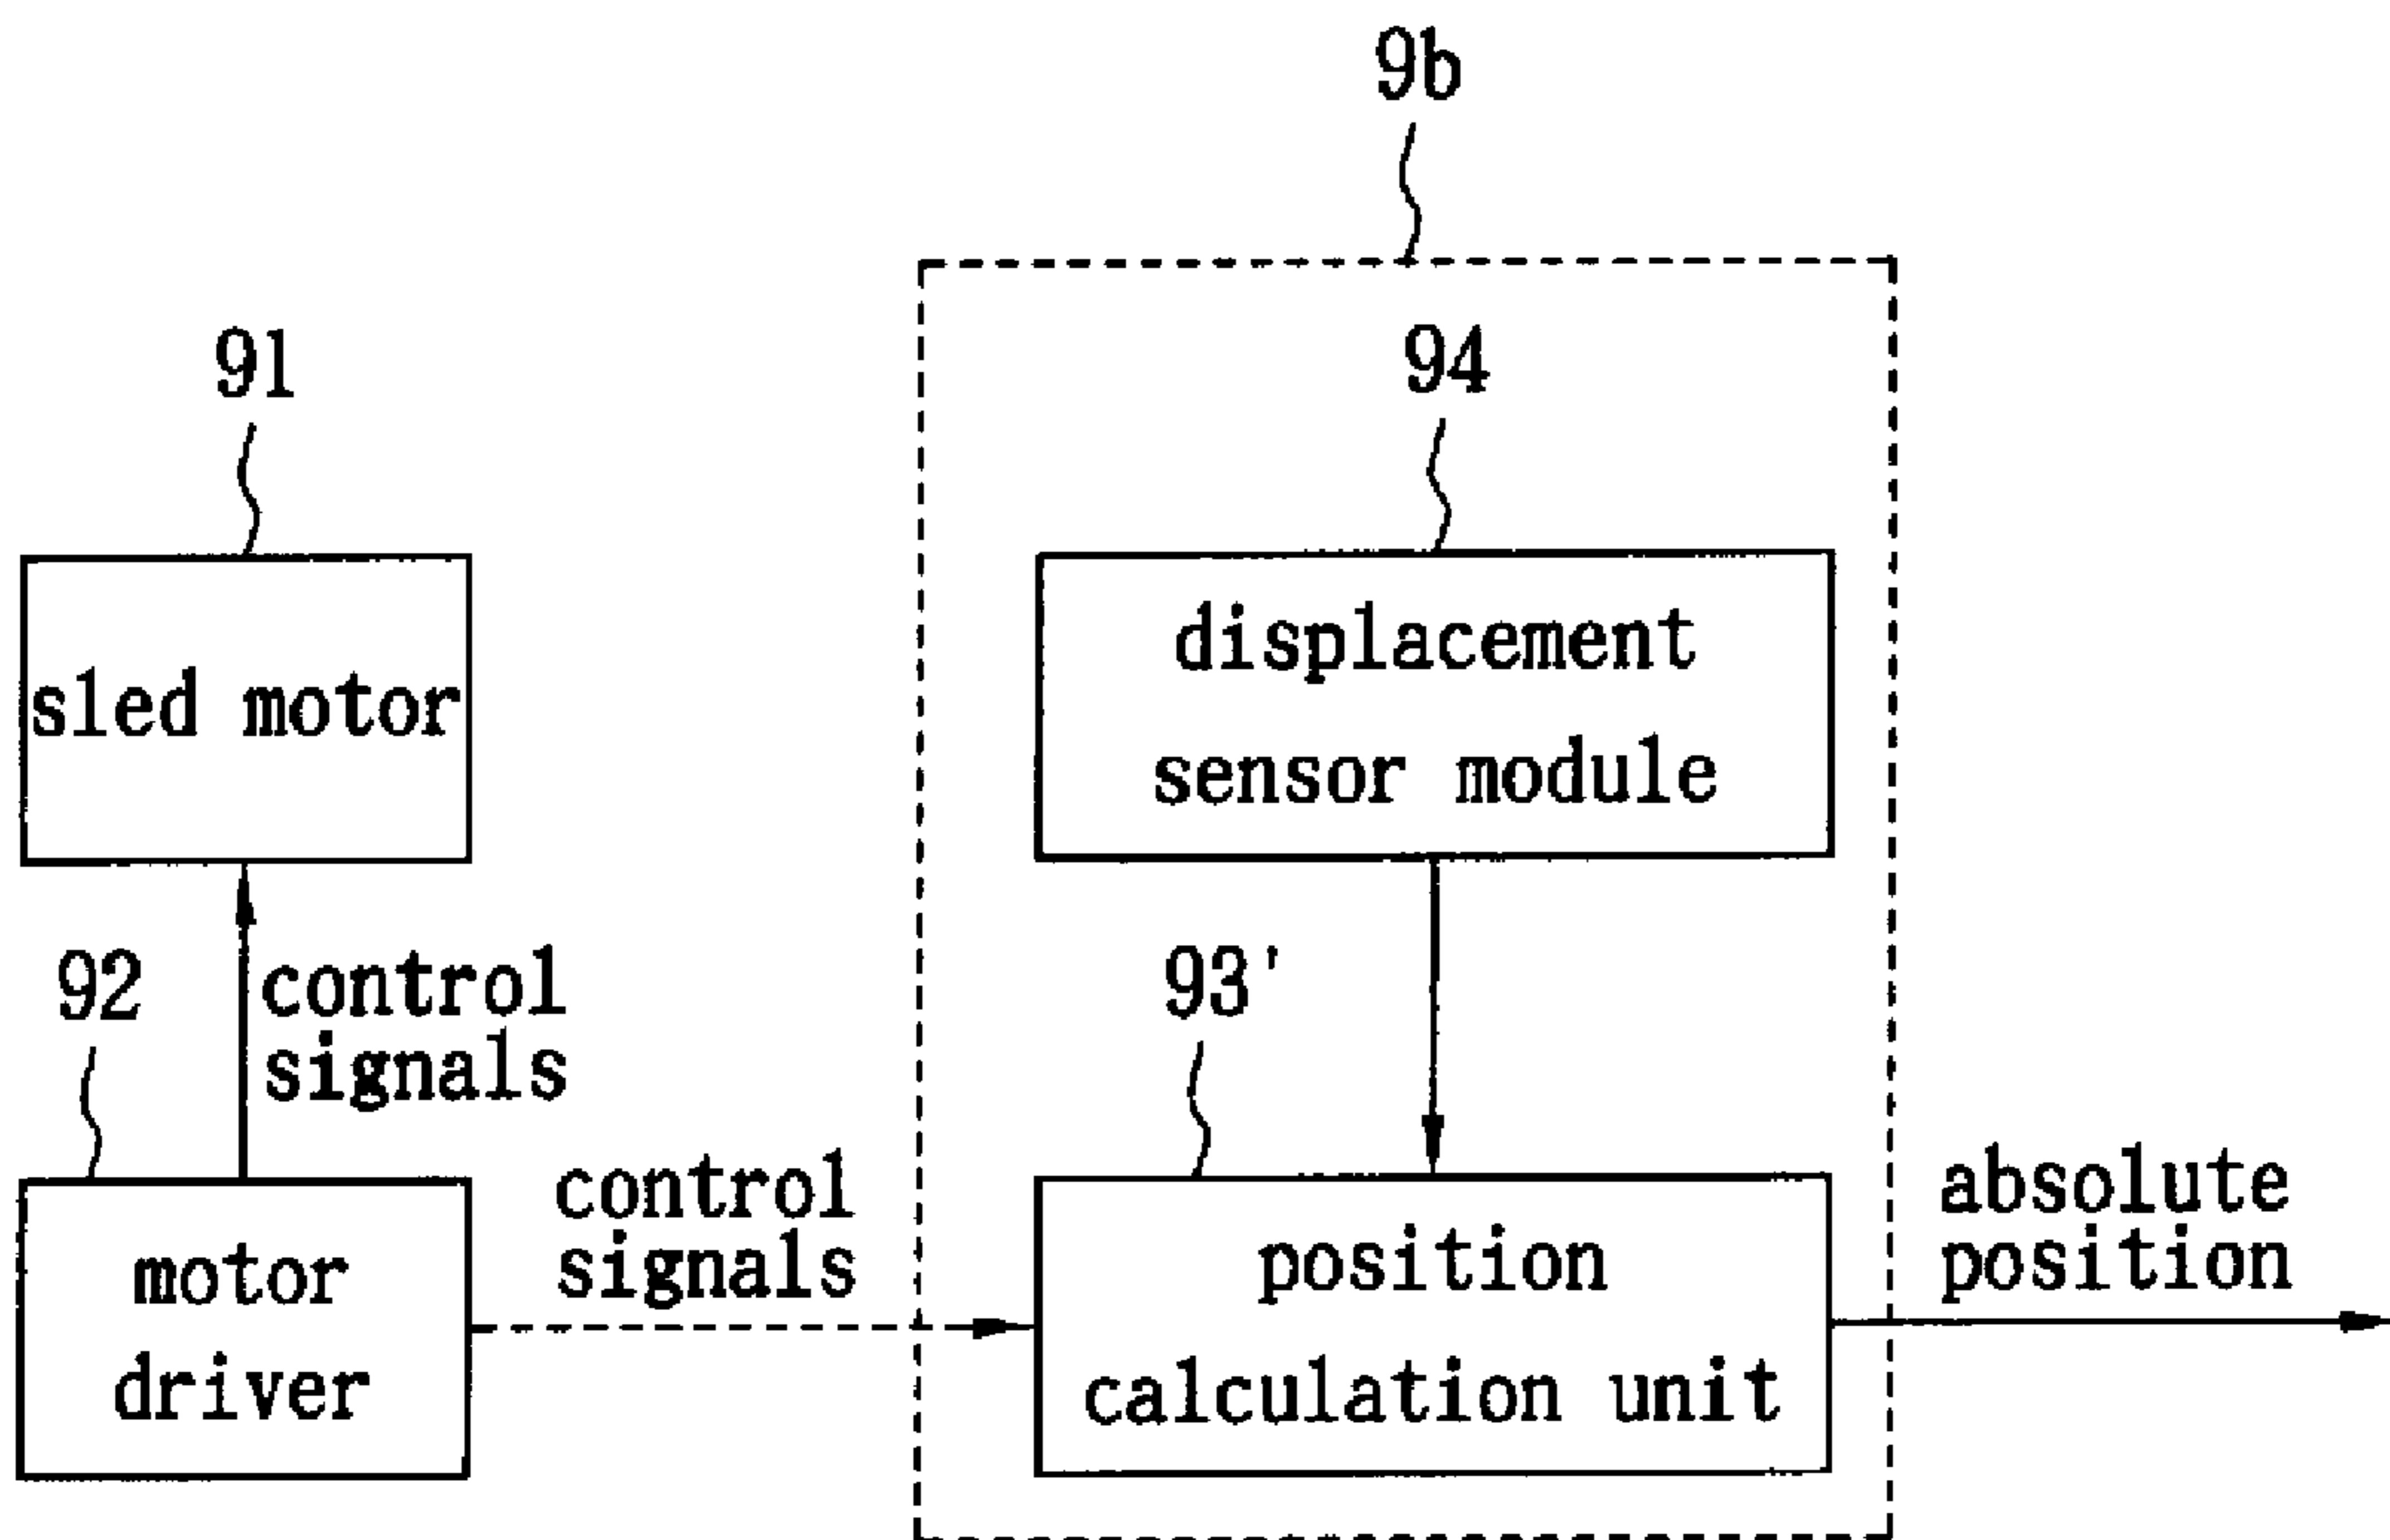 9b
91
94
sled motor
displacement
sensor module
92
control
signals
93'
control
signals
absolute
position
motor
driver
position
calculation unit